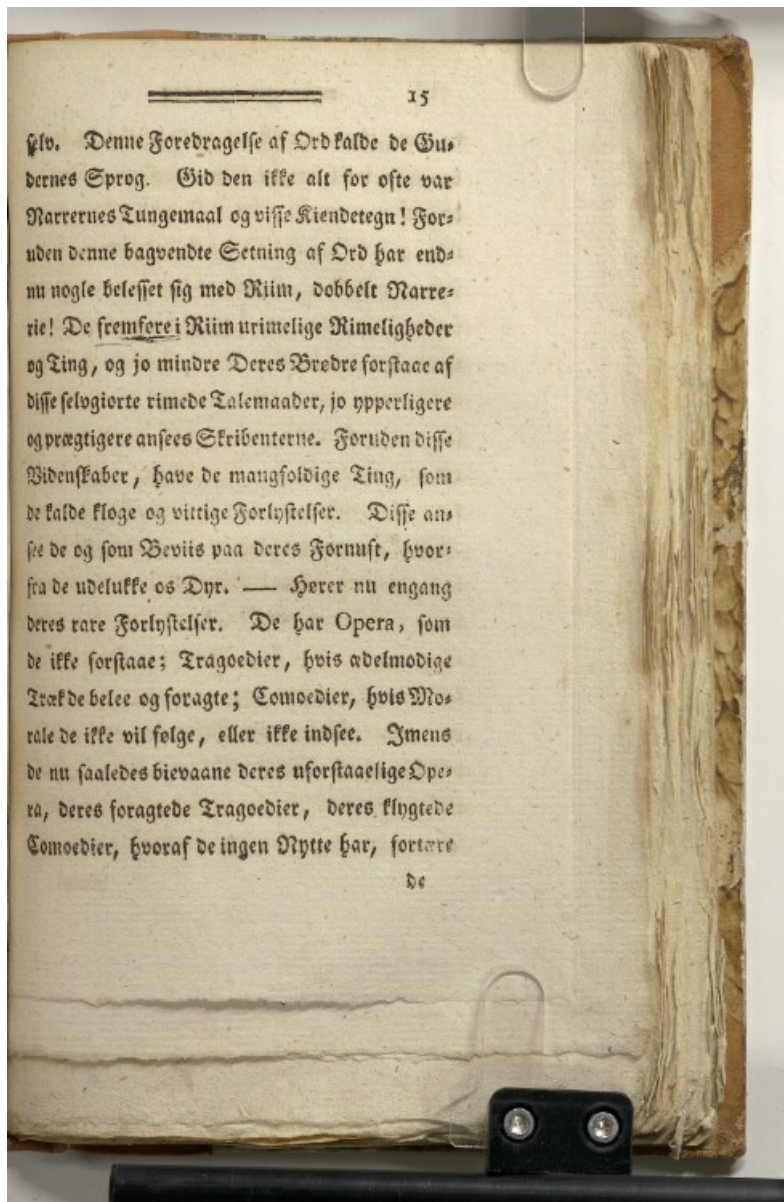 15
selv. Denne Foredragelse af Ord kalde de Gu-
dernes Sprog. Gid den ikke alt for ofte var
Narrernes Tungemaal og visse Kiendetegn! For-
uden denne bagvendte Setning af Ord har end-
nu nogle belesset sig med Riim, dobbelt Narre-
rie! De fremføre i Riim urimelige Rimeligheder
og Ting, og jo mindre Deres Brødre forstaae af
disse selvgiorte rimede Talemaader, jo ypperligere
og prægtigere ansees Skribenterne. Foruden disse
Videnskaber, have de mangfoldige Ting, som
de kalde kloge og vittige Forlystelser. Disse an-
see de og som Beviis paa deres Fornuft, hvor-
fra de udelukke os Dyr. — Hører nu engang
deres rare Forlystelser. De har Opera, som
de ikke forstaae; Tragoedier, hvis ædelmodige
Træk de belee og foragte; Comoedier, hvis Mo-
rale de ikke vil følge, eller ikke indsee. Imens
de nu saaledes bievaane deres uforstaaelige Ope-
ra, deres foragtede Tragoedier, deres klygtede
Comoedier, hvoraf de ingen Nytte har, fortære
de